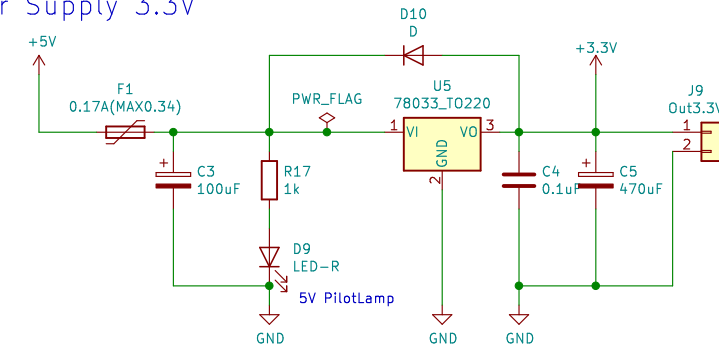 r Supply 3.3V
D10
D
+5V
+3.3V
F1
0.17A(MAX0.34)
PWR_FLAG
U5
78033_TO220
J9
Out3.3V
1
VI
VO
3
1
2
GND
2
+
C3
100uF
R17
1k
C4
0.1uF
+
C5
470uF
D9
LED-R
5V PilotLamp
GND
GND
GND